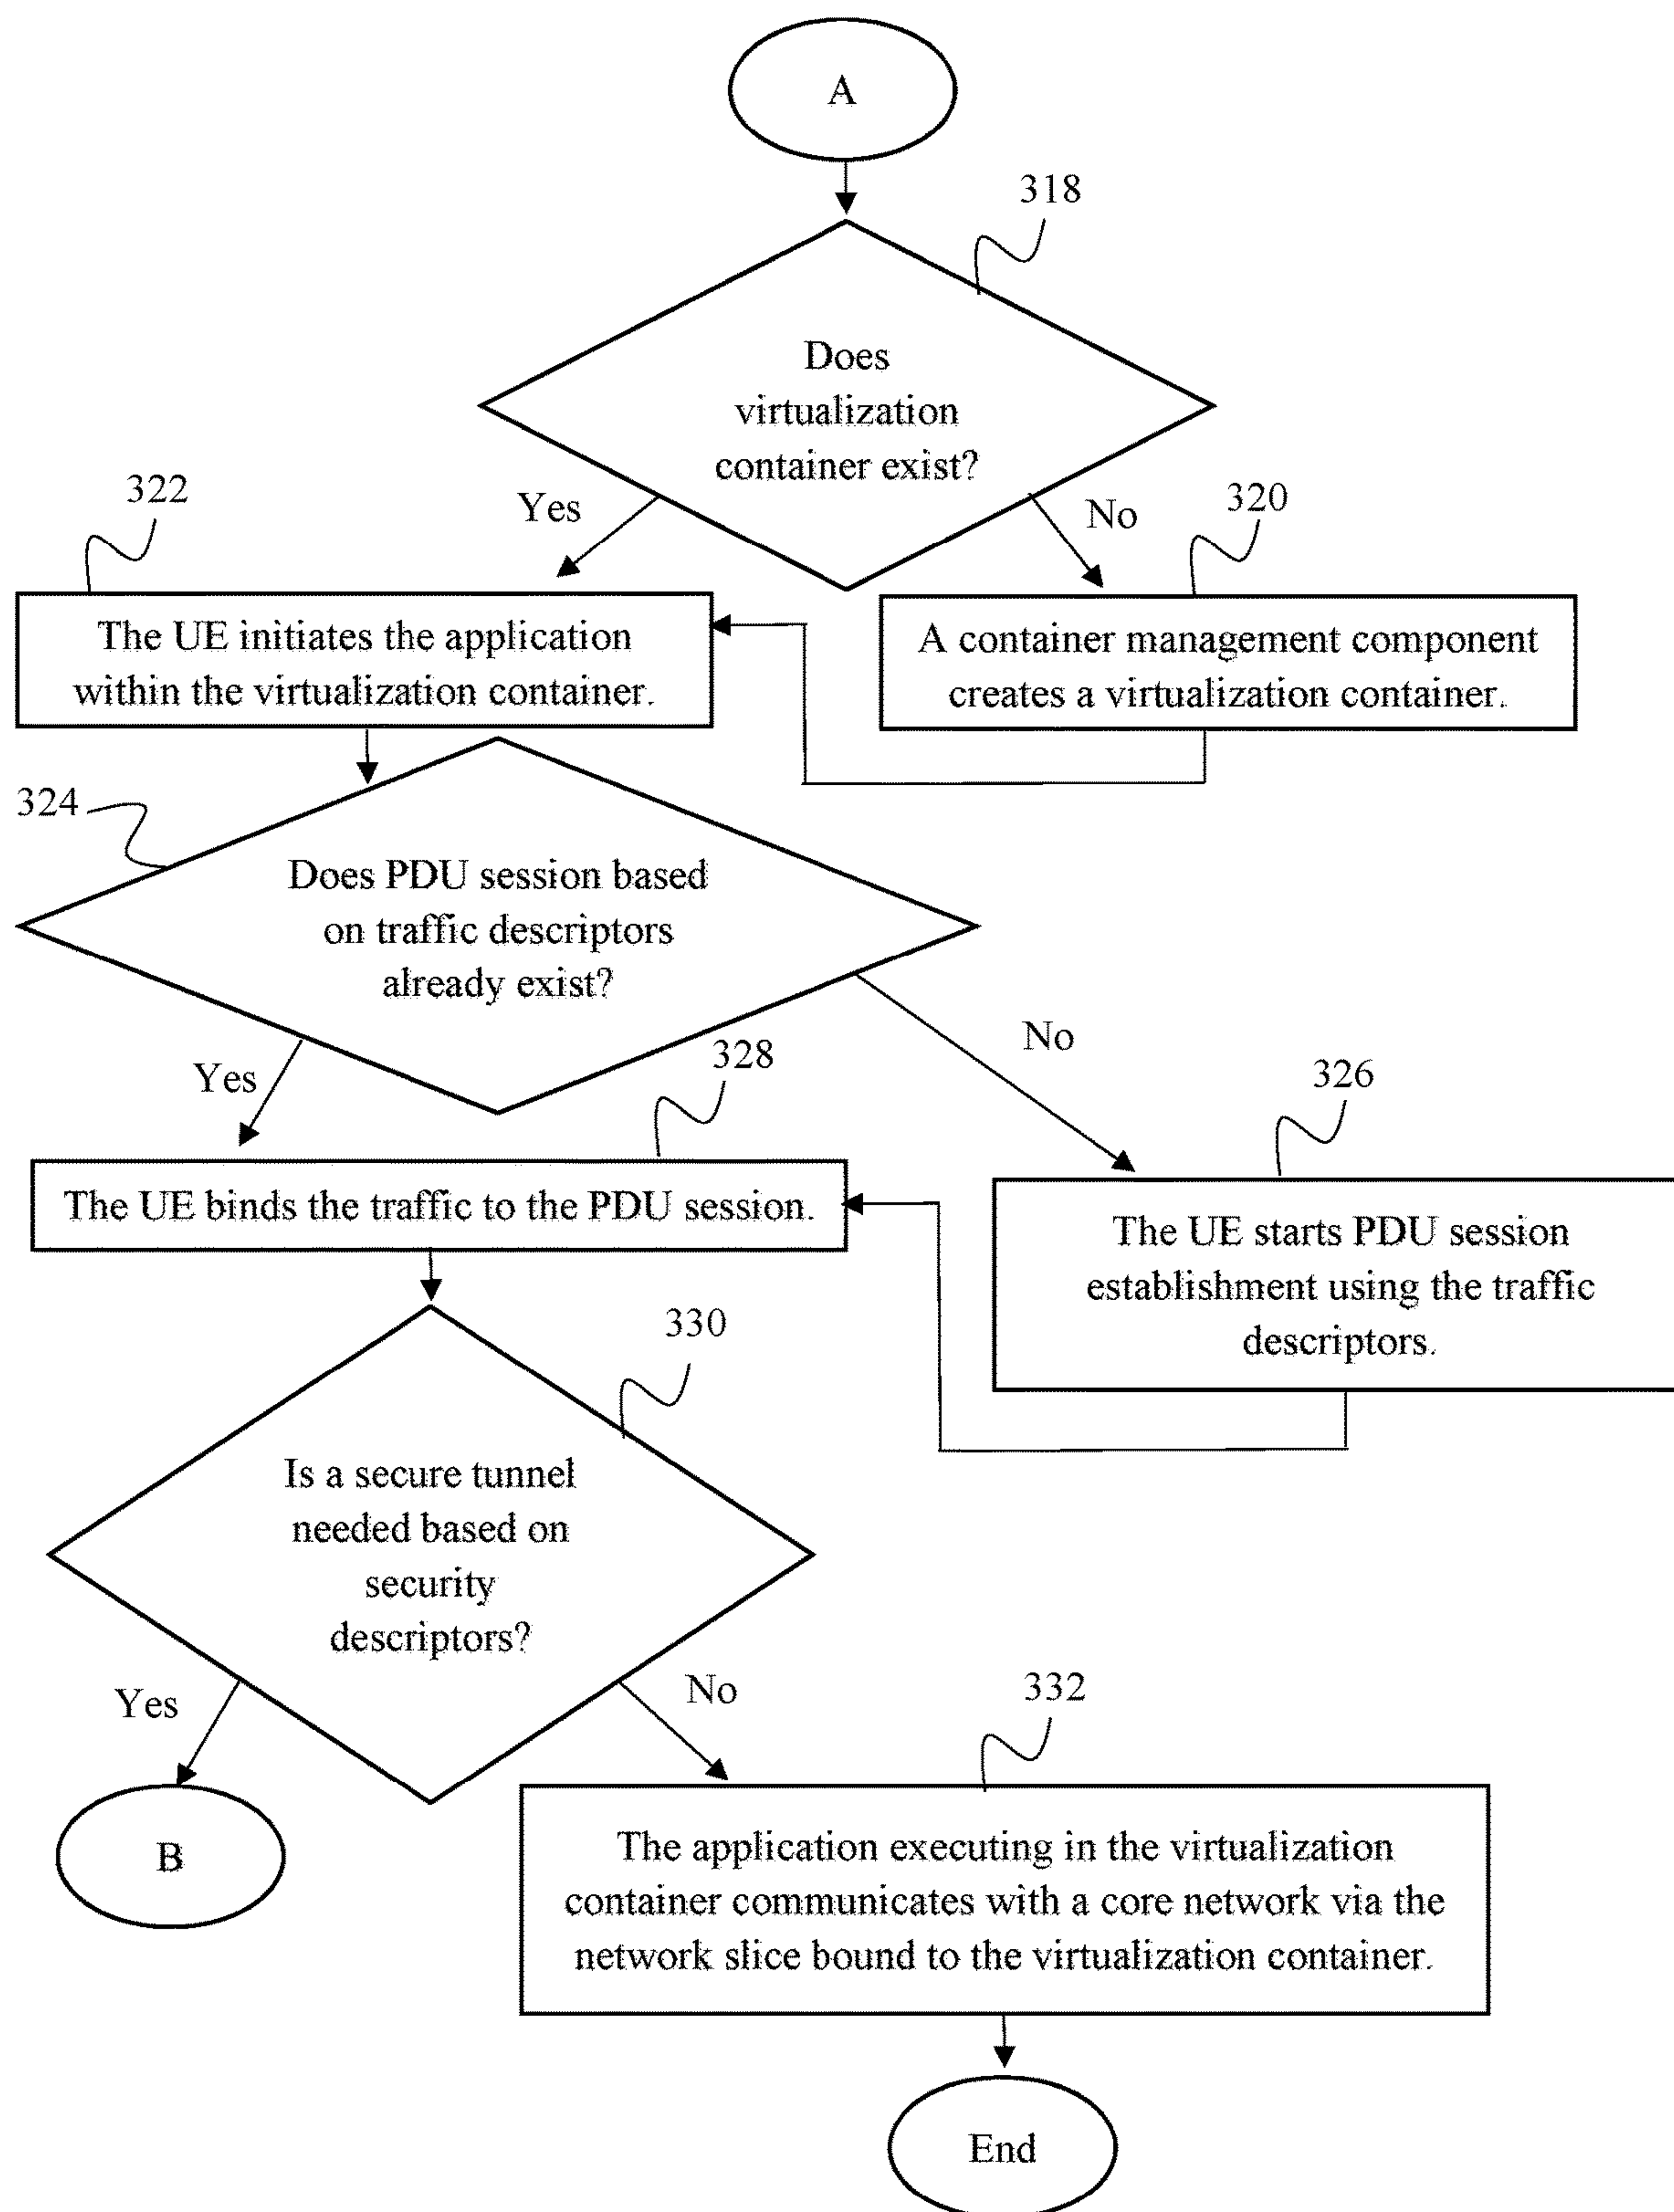 A
318
Does
virtualization
container exist?
322
Yes
No
320
The UE initiates the application
within the virtualization container.
A container management component
creates a virtualization container.
324
Does PDU session based
on traffic descriptors
already exist?
Yes
328
No
326
The UE binds the traffic to the PDU session.
The UE starts PDU session
establishment using the traffic
descriptors.
330
Is a secure tunnel
needed based on
security
descriptors?
Yes
No
332
B
The application executing in the virtualization
container communicates with a core network via the
network slice bound to the virtualization container.
End